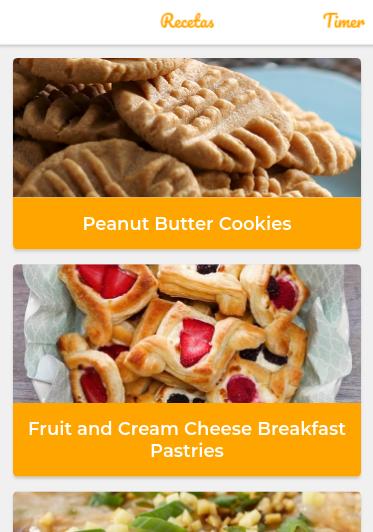 Recetas
Timer
Peanut Butter Cookies
Fruit and Cream Cheese Breakfast
Pastries